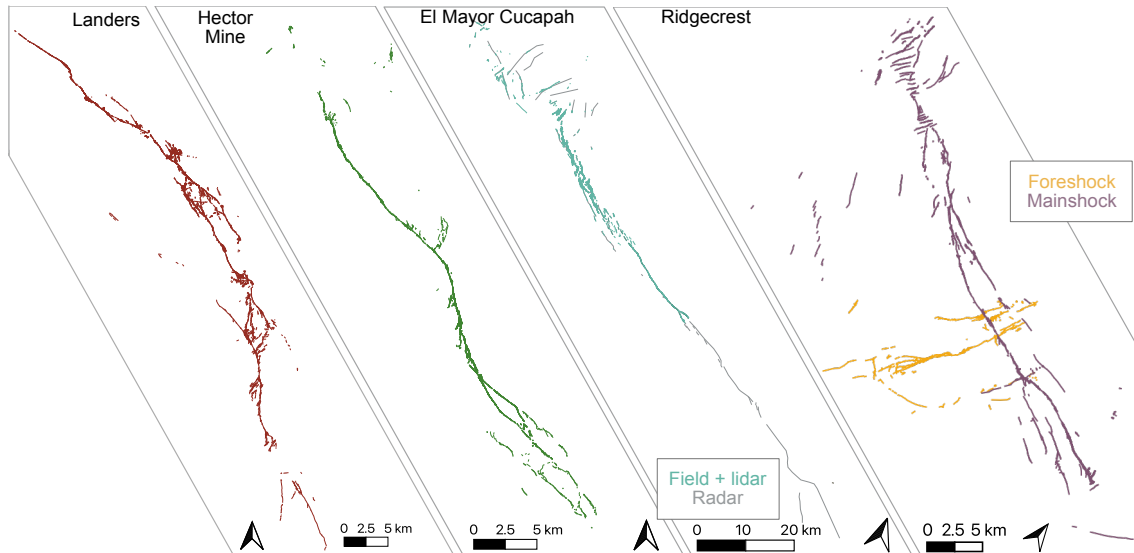 Landers
Hector
Mine
El Mayor Cucapah
Ridgecrest
Foreshock
Mainshock
Field + lidar
Radar
0 2.5 5 km
0 2.5 5 km
0 10 20 km
0 2.5 5 km